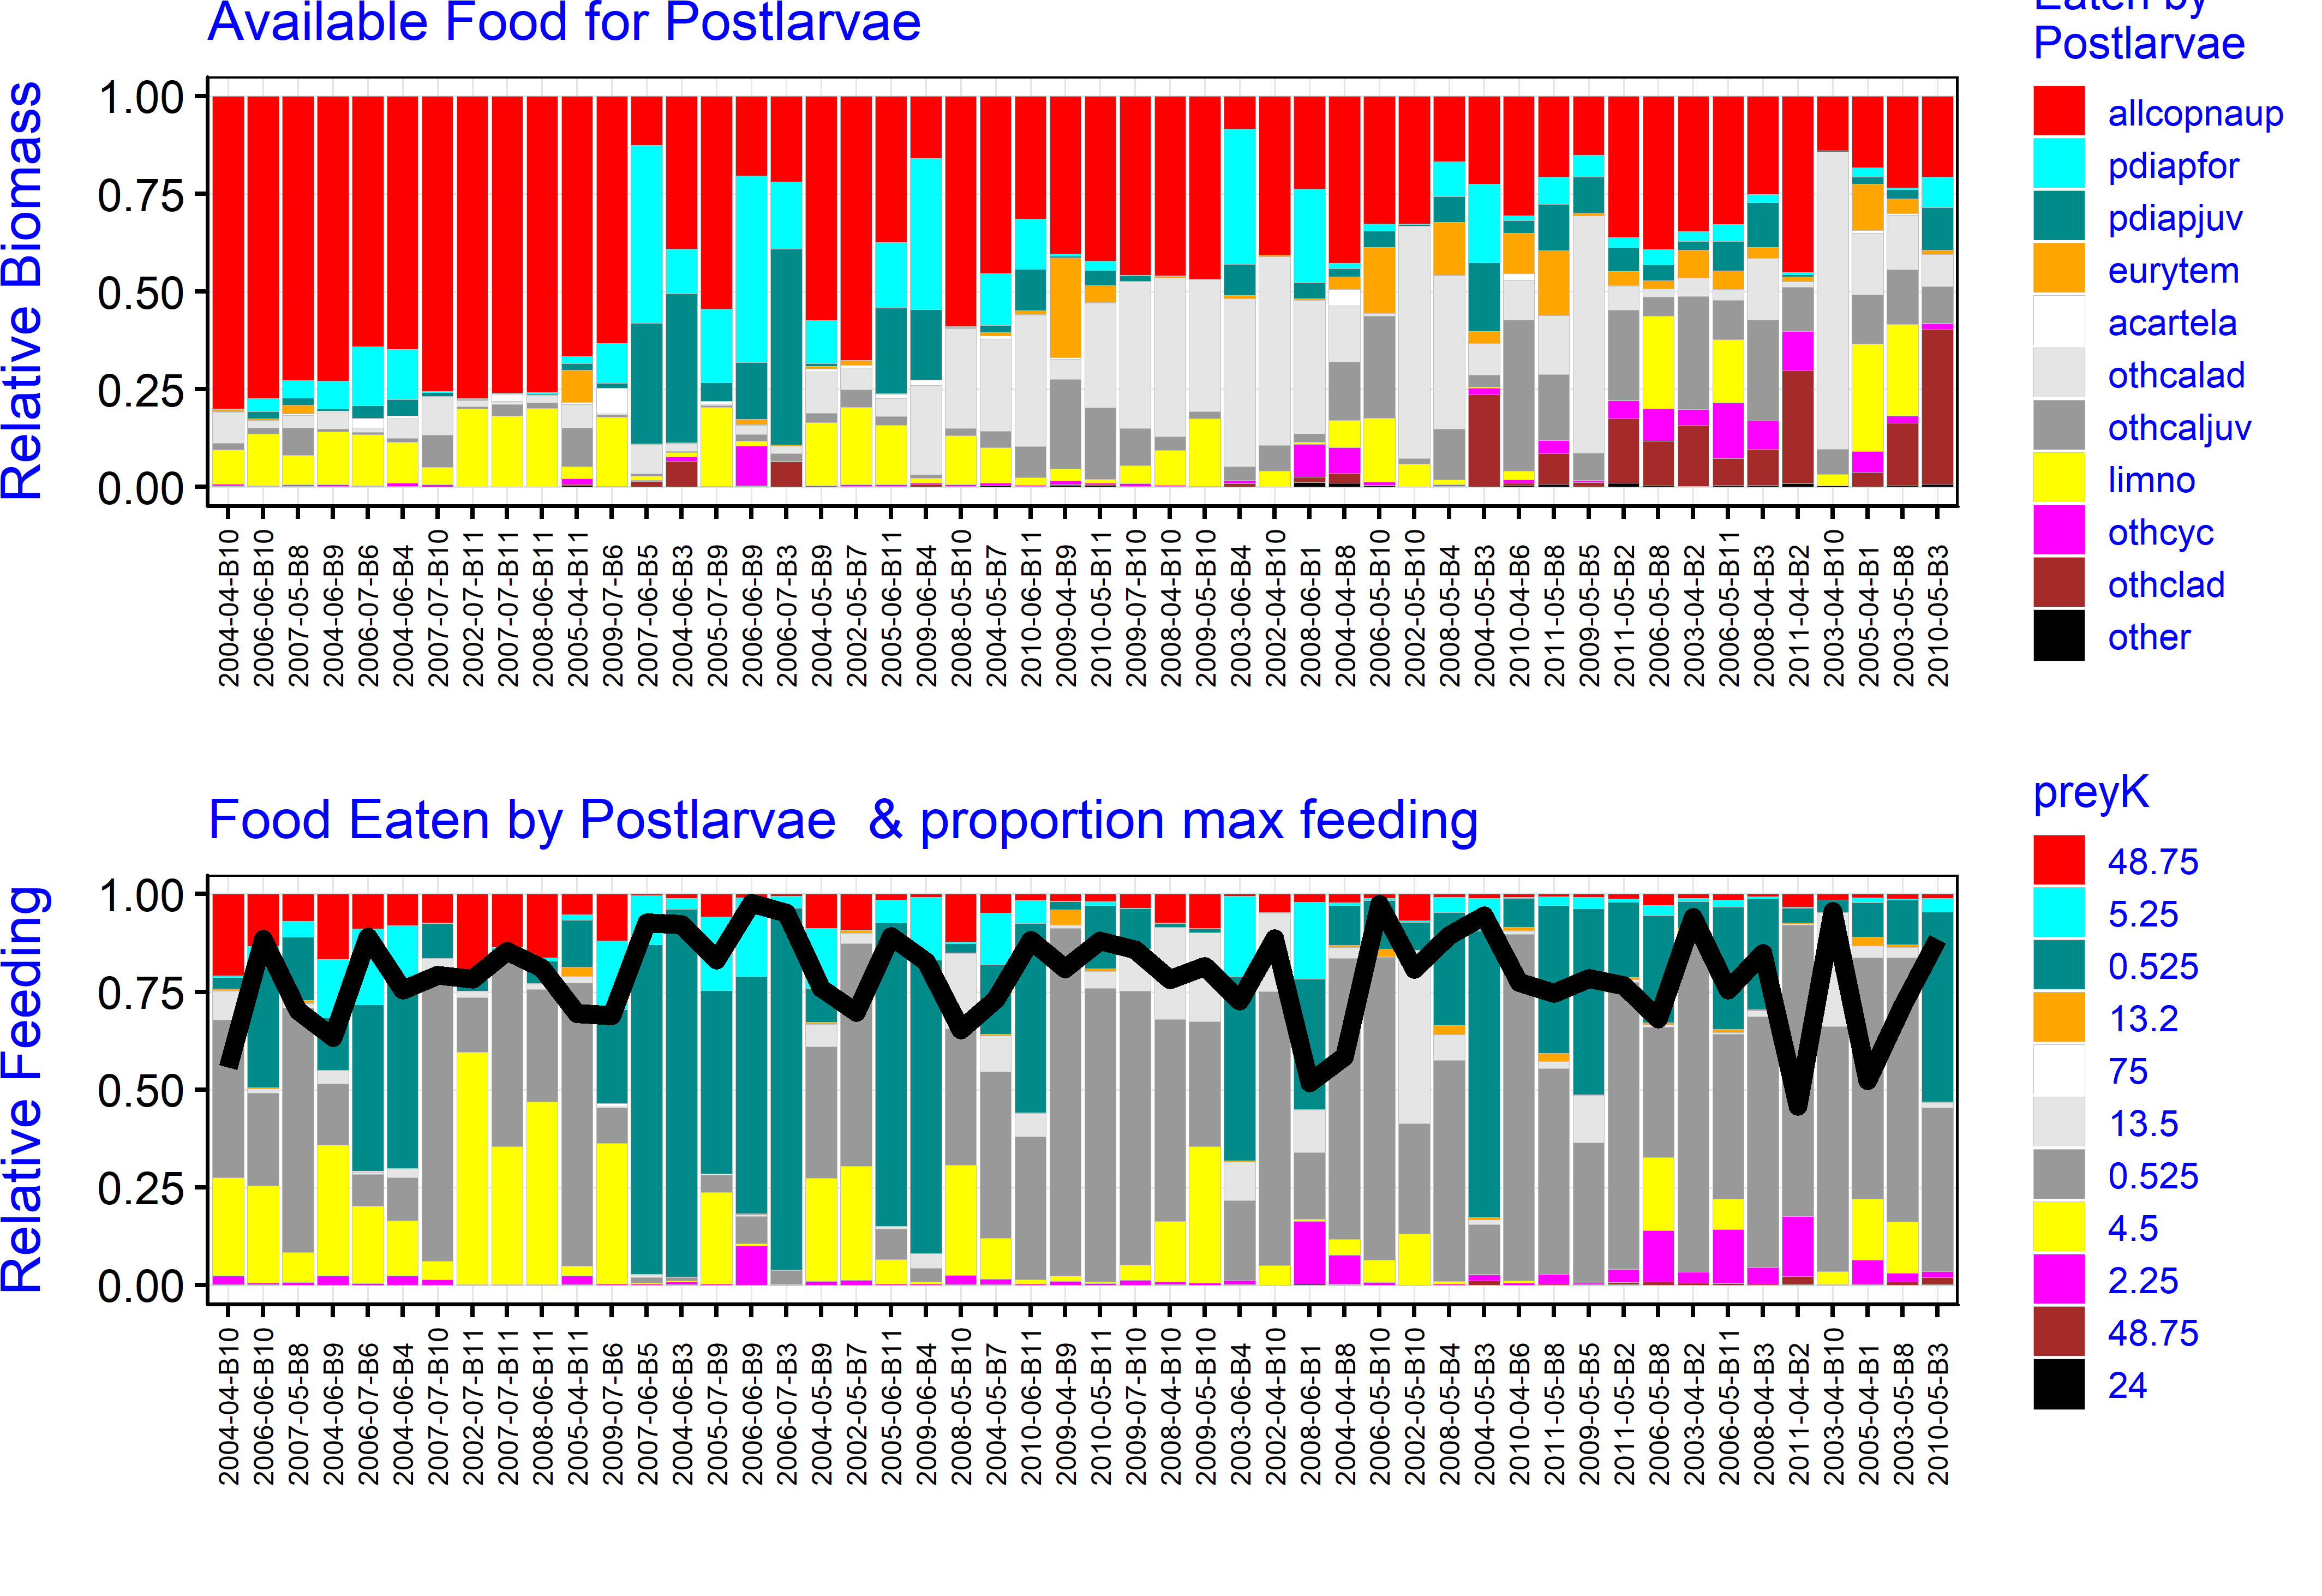 Available Food for Postlarvae
Eaten by
Postlarvae
Relative Biomass
1.00
0.75
0.50
0.25
0.00
allcopnaup
pdiapfor
pdiapjuv
eurytem
acartela
othcalad
othcaljuv
limno
othcyc
othclad
other
2004-04-B10
2006-06-B10
2007-05-B8
2004-06-B9
2006-07-B6
2004-06-B4
2007-07-B10
2002-07-B11
2007-07-B11
2008-06-B11
2005-04-B11
2009-07-B6
2007-06-B5
2004-06-B3
2005-07-B9
2006-06-B9
2006-07-B3
2004-05-B9
2002-05-B7
2005-06-B11
2009-06-B4
2008-05-B10
2004-05-B7
2010-06-B11
2009-04-B9
2010-05-B11
2009-07-B10
2008-04-B10
2009-05-B10
2003-06-B4
2002-04-B10
2008-06-B1
2004-04-B8
2006-05-B10
2002-05-B10
2008-05-B4
2004-05-B3
2010-04-B6
2011-05-B8
2009-05-B5
2011-05-B2
2006-05-B8
2003-04-B2
2006-05-B11
2008-04-B3
2011-04-B2
2003-04-B10
2005-04-B1
2003-05-B8
2010-05-B3
Food Eaten by Postlarvae & proportion max feeding
preyK
Relative Feeding
1.00
0.75
0.50
0.25
0.00
48.75
5.25
0.525
13.2
75
13.5
0.525
4.5
2.25
48.75
24
2004-04-B10
2006-06-B10
2007-05-B8
2004-06-B9
2006-07-B6
2004-06-B4
2007-07-B10
2002-07-B11
2007-07-B11
2008-06-B11
2005-04-B11
2009-07-B6
2007-06-B5
2004-06-B3
2005-07-B9
2006-06-B9
2006-07-B3
2004-05-B9
2002-05-B7
2005-06-B11
2009-06-B4
2008-05-B10
2004-05-B7
2010-06-B11
2009-04-B9
2010-05-B11
2009-07-B10
2008-04-B10
2009-05-B10
2003-06-B4
2002-04-B10
2008-06-B1
2004-04-B8
2006-05-B10
2002-05-B10
2008-05-B4
2004-05-B3
2010-04-B6
2011-05-B8
2009-05-B5
2011-05-B2
2006-05-B8
2003-04-B2
2006-05-B11
2008-04-B3
2011-04-B2
2003-04-B10
2005-04-B1
2003-05-B8
2010-05-B3